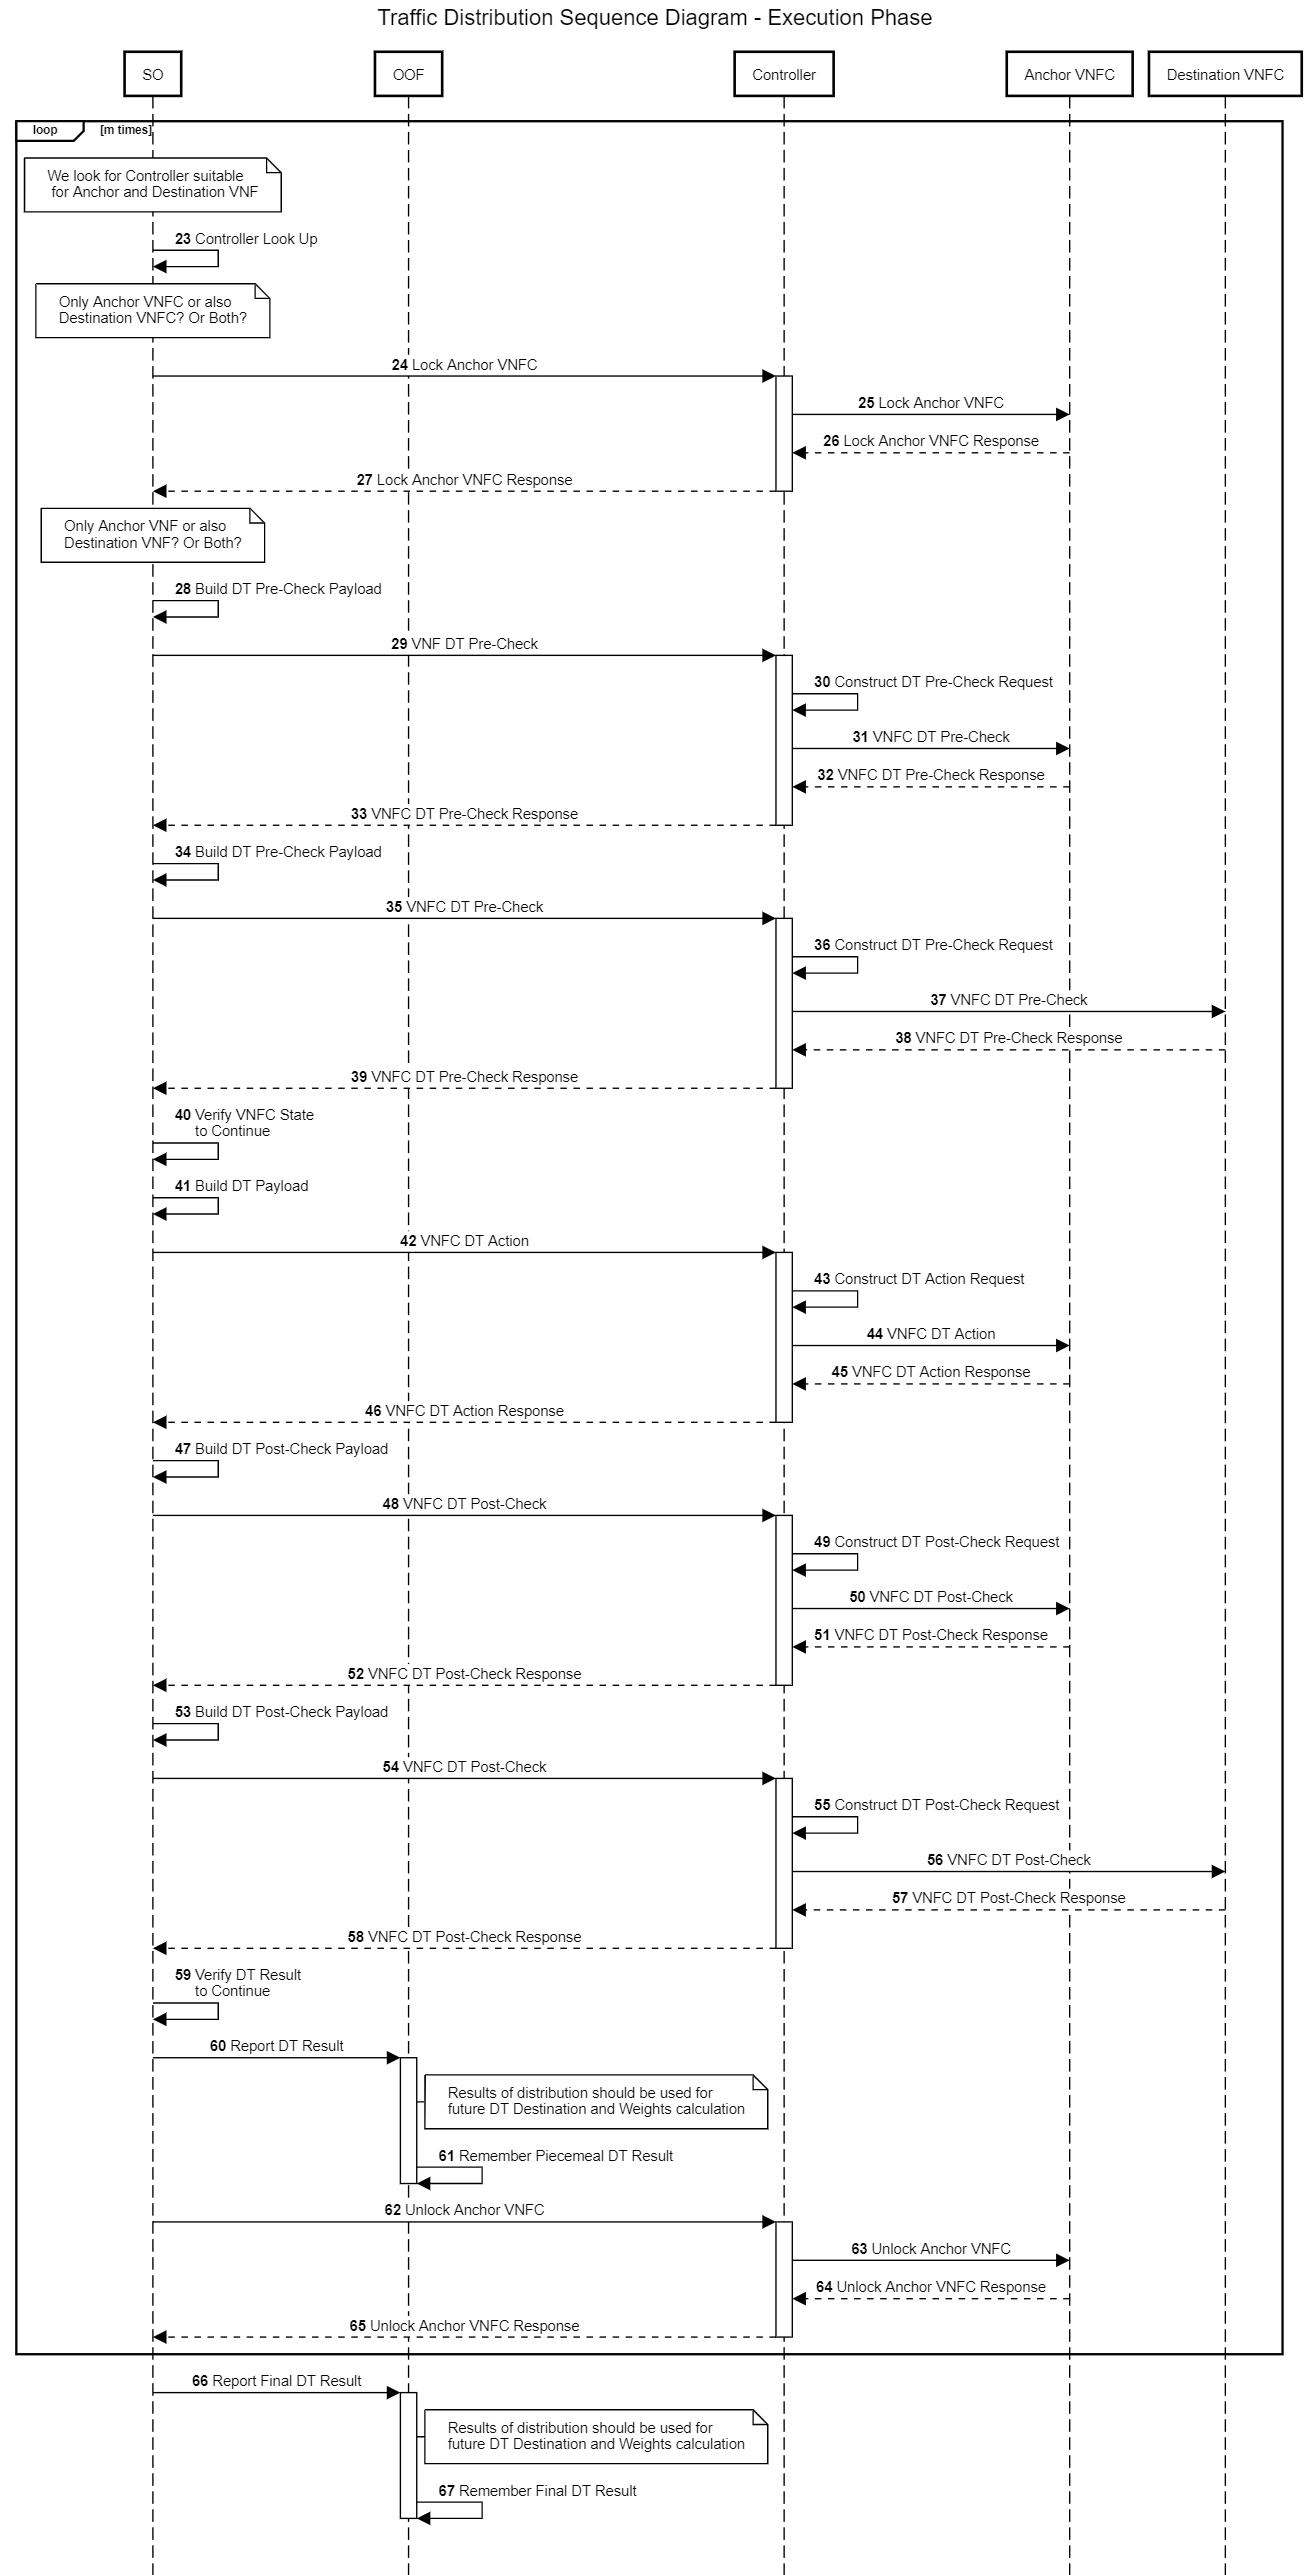 Traffic Distribution Sequence Diagram - Execution Phase
SO
OOF
Controller
Anchor VNFC
Destination VNFC
loop
[m times]
We look for Controller suitable
for Anchor and Destination VNF
23 Controller Look Up
Only Anchor VNFC or also
Destination VNFC? Or Both?
24 Lock Anchor VNFC
25 Lock Anchor VNFC
26 Lock Anchor VNFC Response
27 Lock Anchor VNFC Response
Only Anchor VNF or also
Destination VNF? Or Both?
28 Build DT Pre-Check Payload
29 VNF DT Pre-Check
30 Construct DT Pre-Check Request
31 VNFC DT Pre-Check
32 VNFC DT Pre-Check Response
33 VNFC DT Pre-Check Response
34 Build DT Pre-Check Payload
35 VNFC DT Pre-Check
36 Construct DT Pre-Check Request
37 VNFC DT Pre-Check
38 VNFC DT Pre-Check Response
39 VNFC DT Pre-Check Response
40 Verify VNFC State
to Continue
41 Build DT Payload
42 VNFC DT Action
43 Construct DT Action Request
44 VNFC DT Action
45 VNFC DT Action Response
46 VNFC DT Action Response
47 Build DT Post-Check Payload
48 VNFC DT Post-Check
49 Construct DT Post-Check Request
50 VNFC DT Post-Check
51 VNFC DT Post-Check Response
52 VNFC DT Post-Check Response
53 Build DT Post-Check Payload
54 VNFC DT Post-Check
55 Construct DT Post-Check Request
56 VNFC DT Post-Check
57 VNFC DT Post-Check Response
58 VNFC DT Post-Check Response
59 Verify DT Result
to Continue
60 Report DT Result
Results of distribution should be used for
future DT Destination and Weights calculation
61 Remember Piecemeal DT Result
62 Unlock Anchor VNFC
63 Unlock Anchor VNFC
64 Unlock Anchor VNFC Response
65 Unlock Anchor VNFC Response
66 Report Final DT Result
Results of distribution should be used for
future DT Destination and Weights calculation
67 Remember Final DT Result